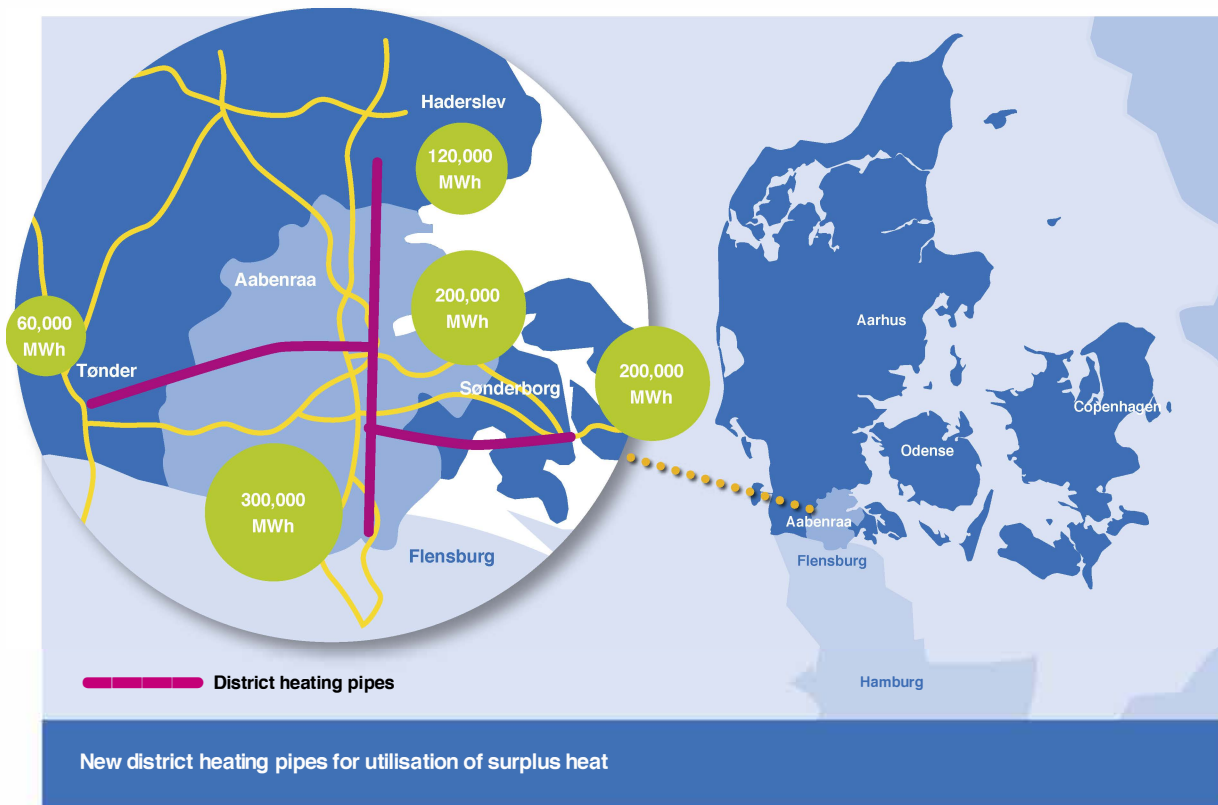 Haderslev
120,000
MWh
Aabenraa
200,000
MWh
60,000
MWh
Tønder
Sønderborg
200,000
MWh
300,000
MWh
Flensburg
Aarhus
Copenhagen
Odense
Aabenraa
Flensburg
Hamburg
District heating pipes
New district heating pipes for utilisation of surplus heat